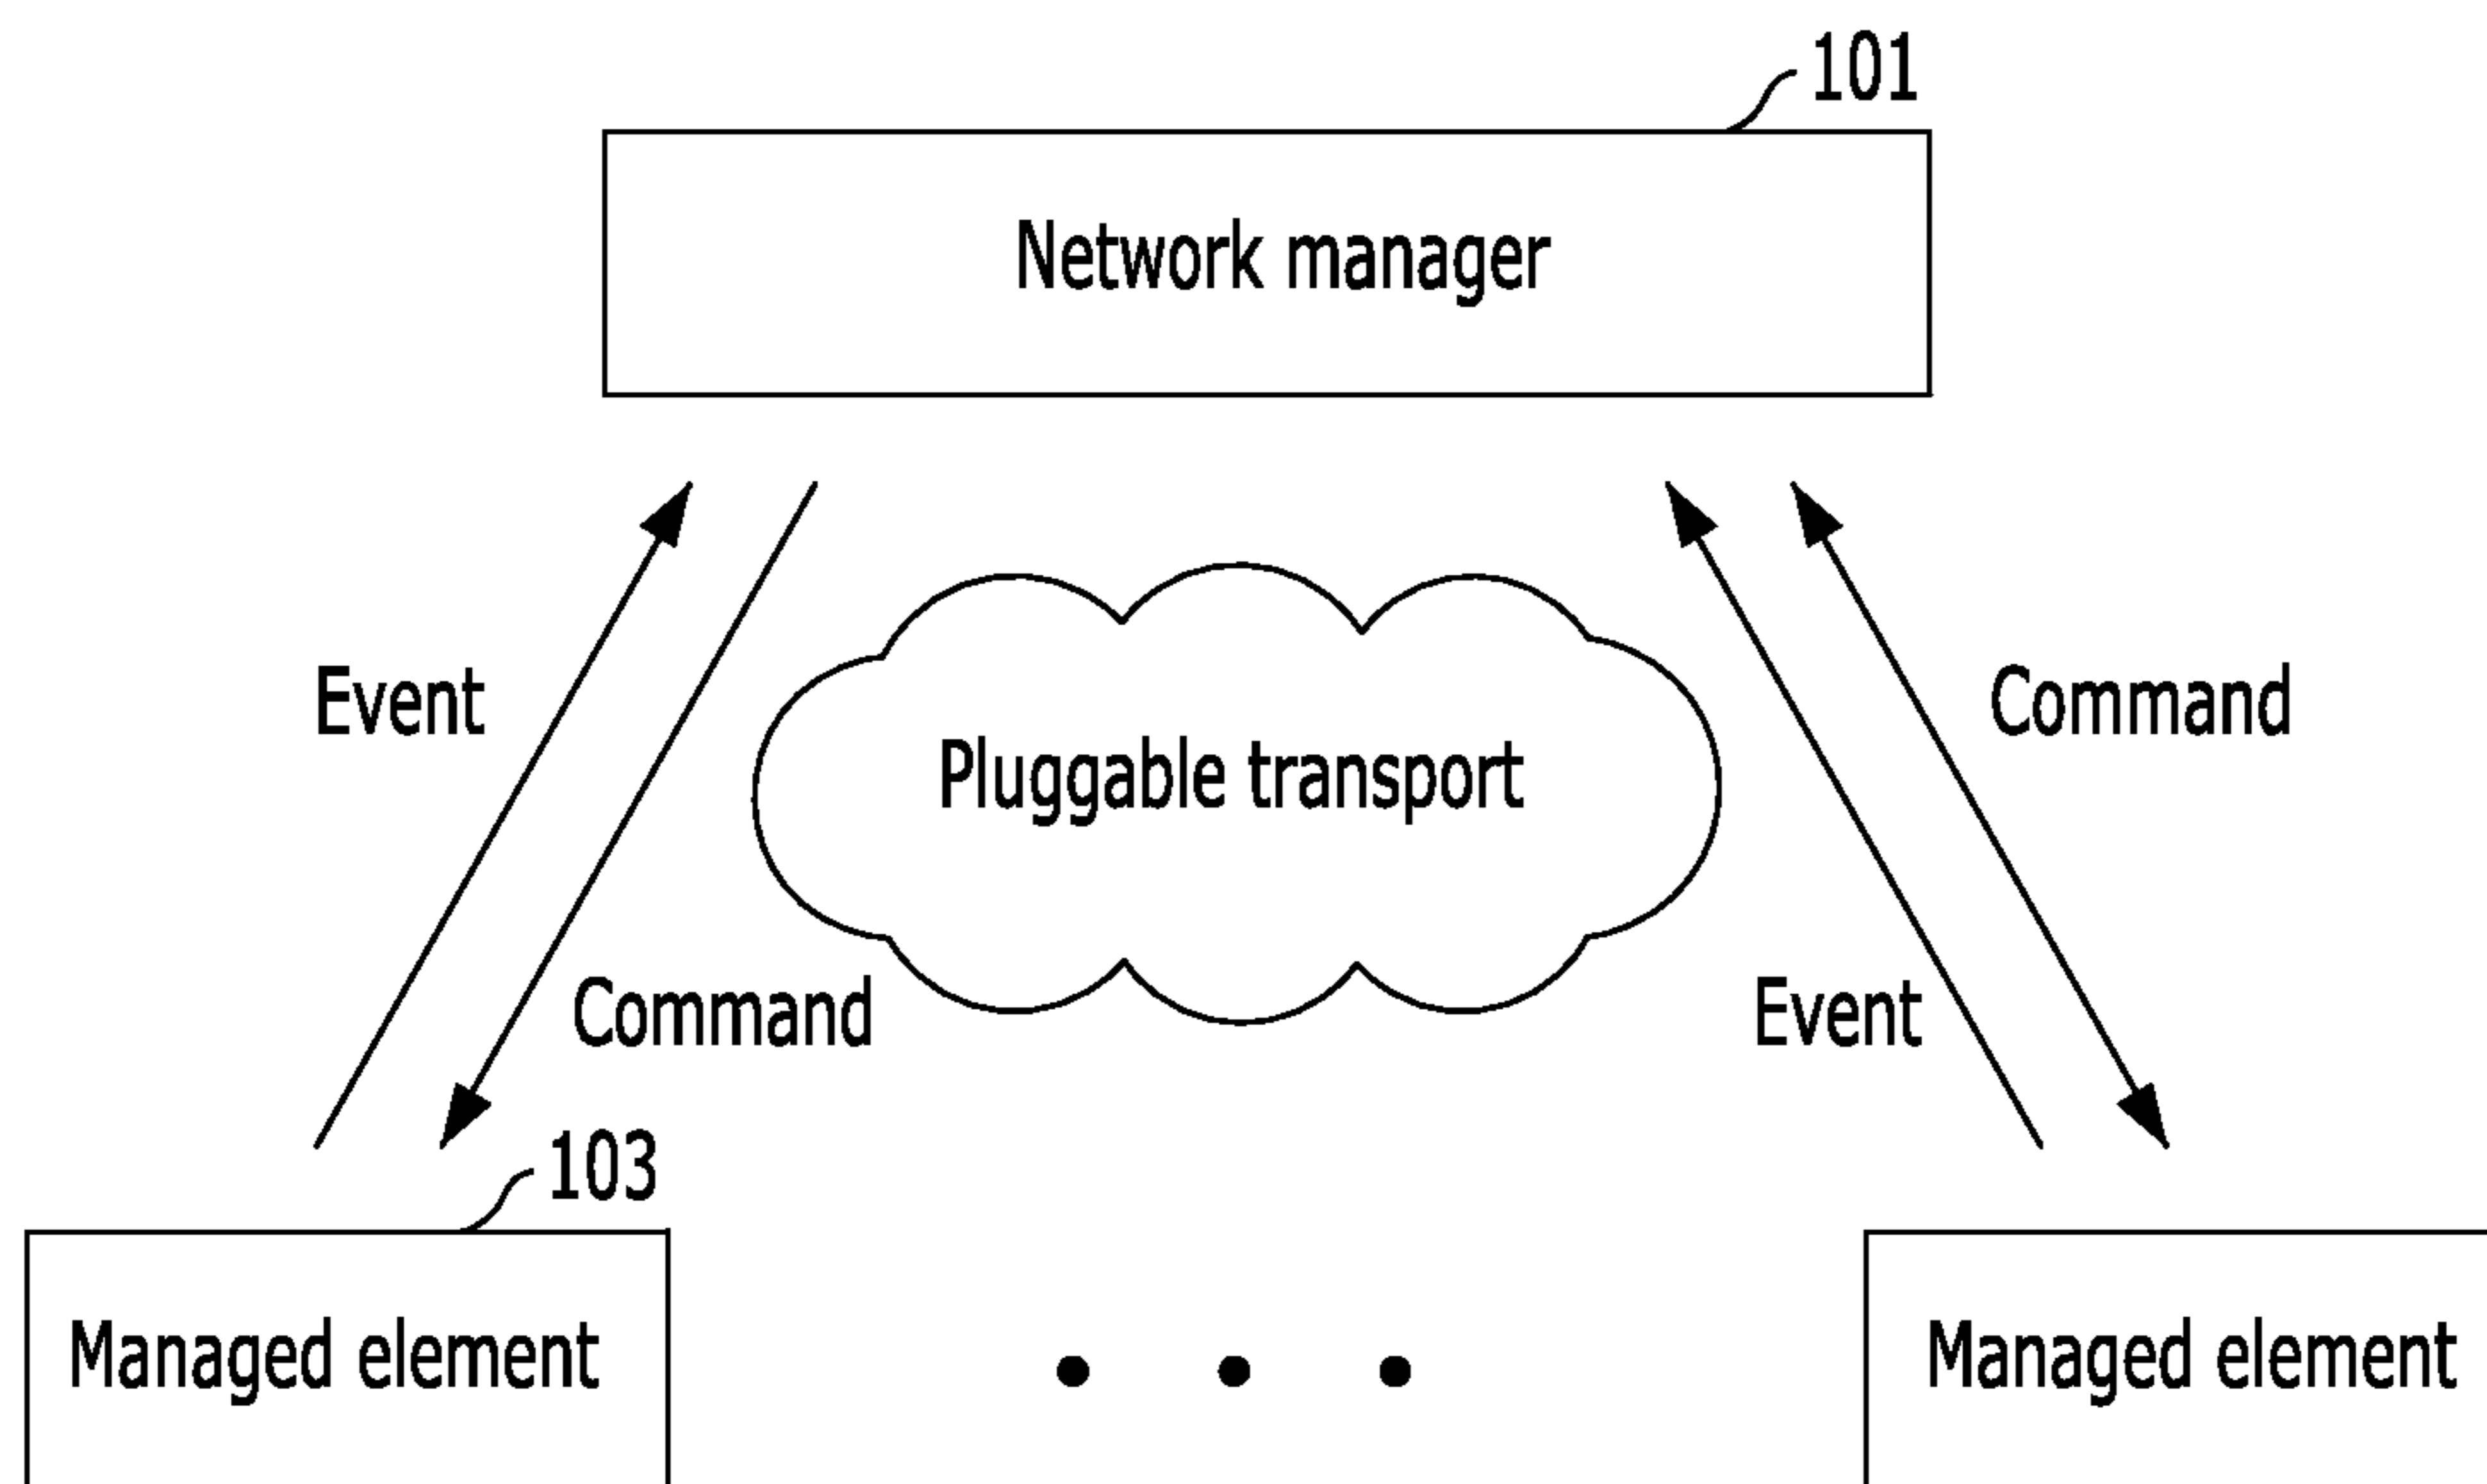 101
Network manager
Event
Command
Pluggable transport
Command
Event
103
Managed element
Managed element